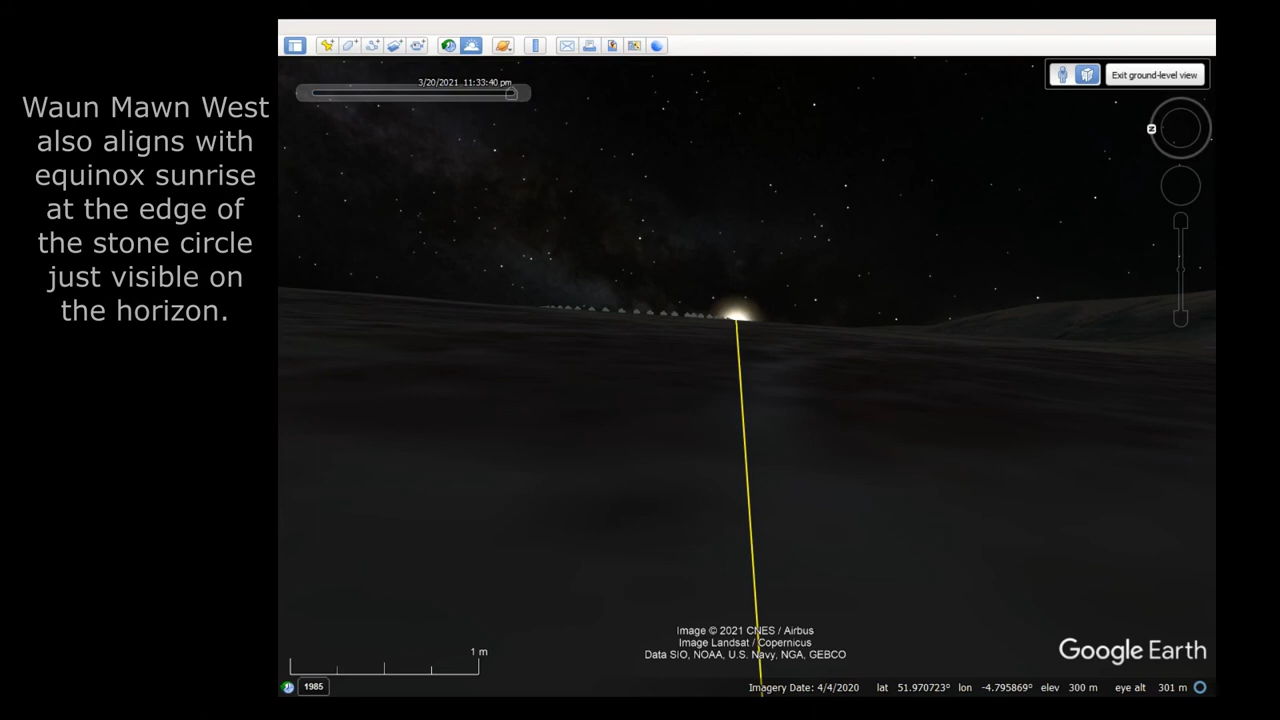 Waun Mawn West
also aligns with
equinox sunrise
at the edge of
the stone circle
just visible on
the horizon.
3/20/2021 11:33:40 pm
Exit ground-level view
N
Image © 2021 CNES / Airbus
Image Landsat / Copernicus
Data SIO, NOAA, U.S. Navy, NGA, GEBCO
Google Earth
1 m
1985
Imagery Date: 4/4/2020 lat 51.970723° lon -4.795869° elev 300 m eye alt 301 m